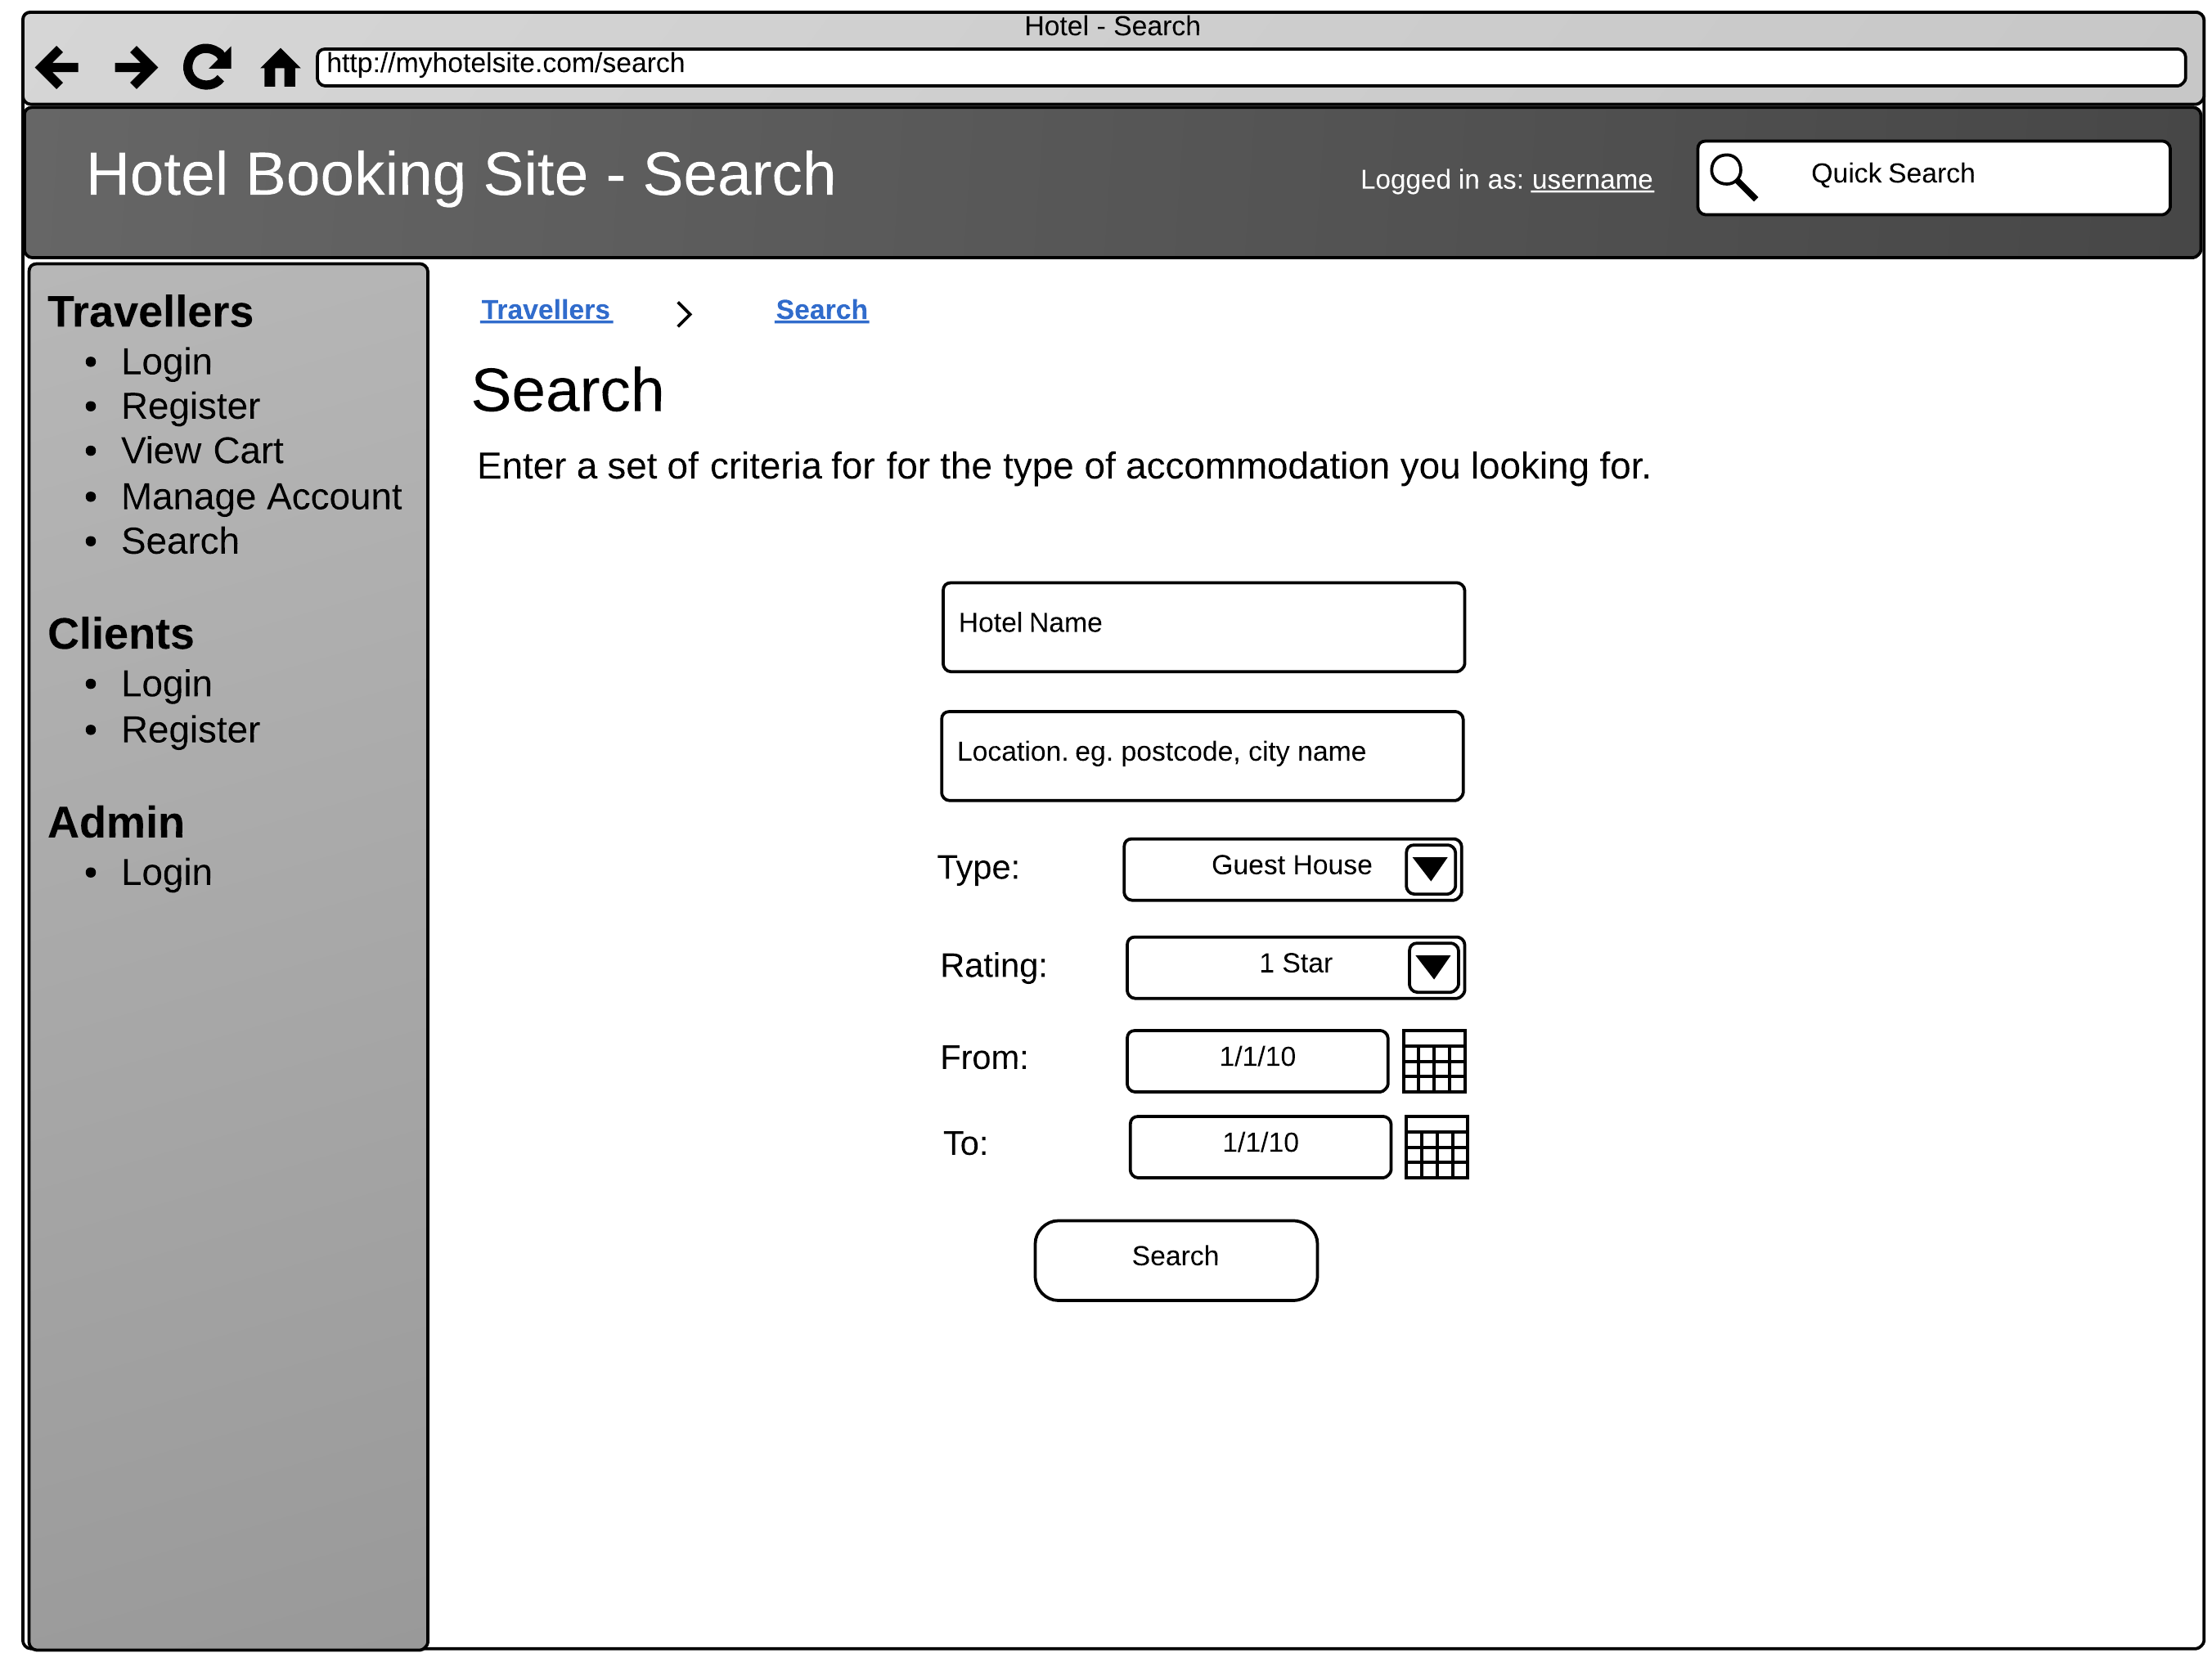 Hotel - Search
http://myhotelsite.com/search
Hotel Booking Site - Search
Logged in as: username
Quick Search
Travellers
• Login
• Register
• View Cart
• Manage Account
• Search
Clients
• Login
• Register
Admin
• Login
Travellers > Search
Search
Enter a set of criteria for for the type of accommodation you looking for.
Hotel Name
Location. eg. postcode, city name
Type: Guest House
Rating: 1 Star
From: 1/1/10
To: 1/1/10
Search